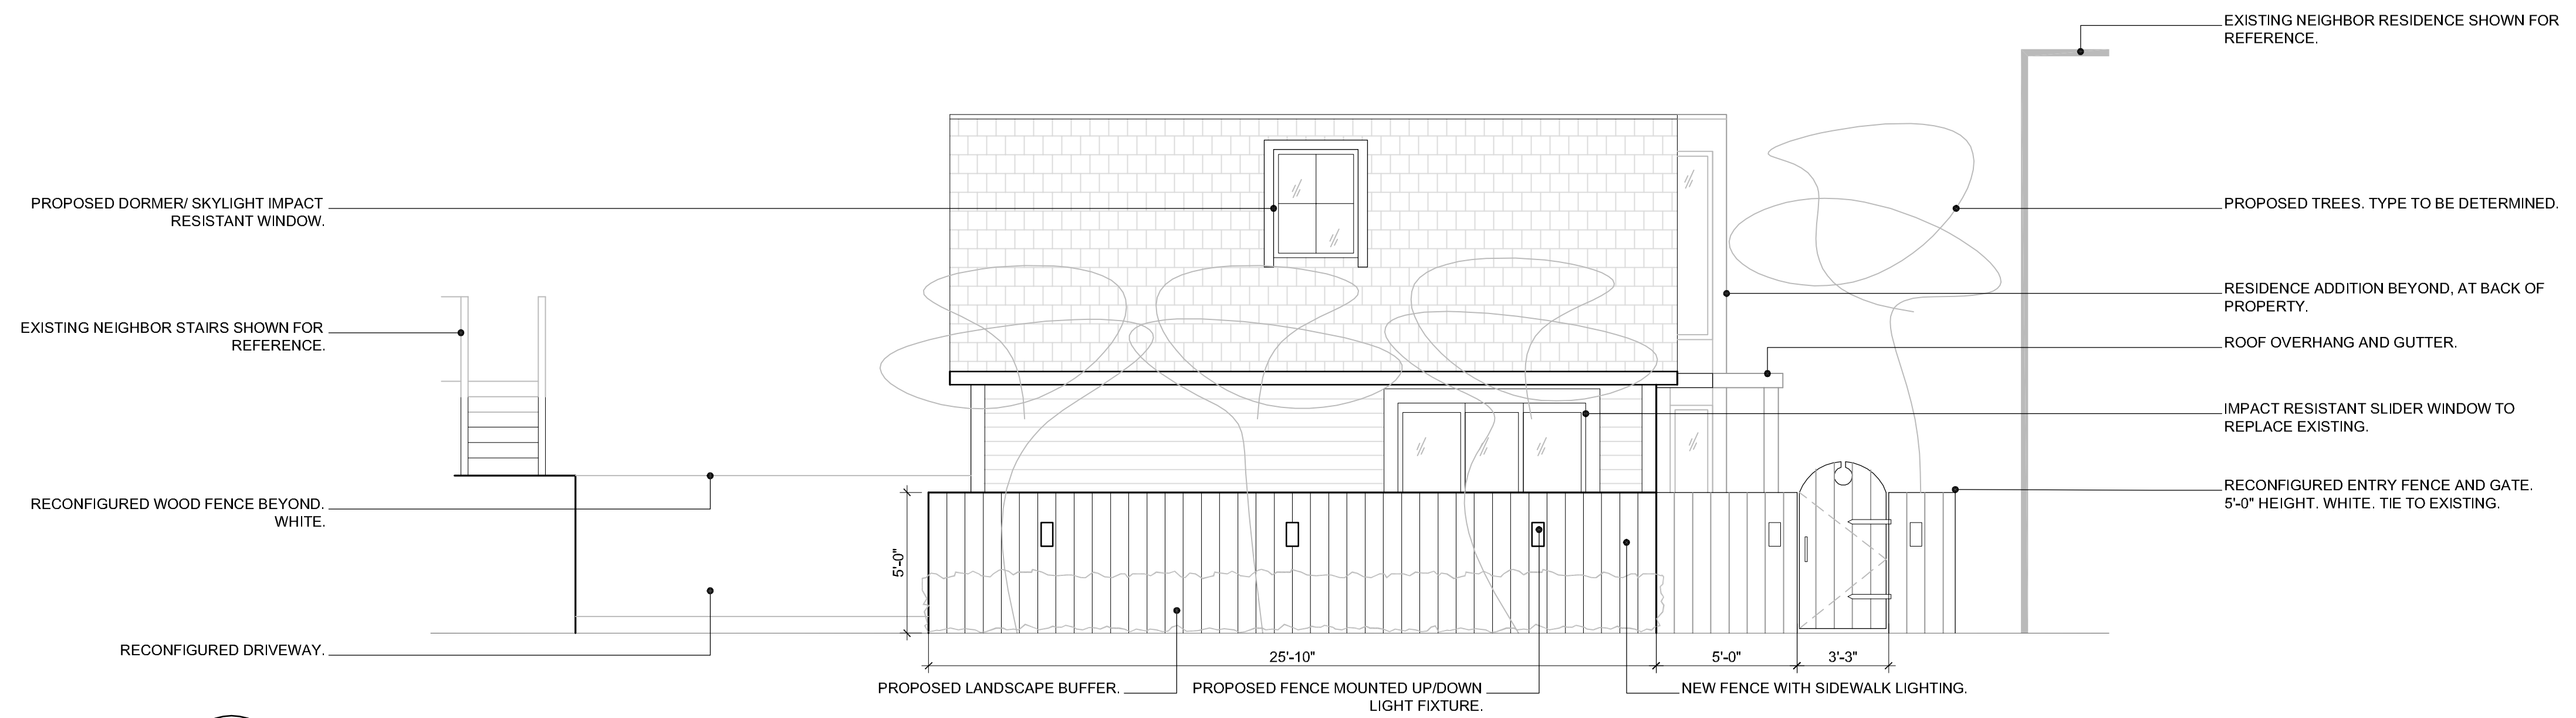 EXISTING NEIGHBOR RESIDENCE SHOWN FOR
REFERENCE.
PROPOSED DORMER/ SKYLIGHT IMPACT
RESISTANT WINDOW.
PROPOSED TREES. TYPE TO BE DETERMINED.
RESIDENCE ADDITION BEYOND, AT BACK OF
PROPERTY.
EXISTING NEIGHBOR STAIRS SHOWN FOR
REFERENCE.
ROOF OVERHANG AND GUTTER.
IMPACT RESISTANT SLIDER WINDOW TO
REPLACE EXISTING.
RECONFIGURED WOOD FENCE BEYOND.
WHITE.
RECONFIGURED ENTRY FENCE AND GATE.
5'-0" HEIGHT. WHITE. TIE TO EXISTING.
5'-0"
RECONFIGURED DRIVEWAY.
25'-10"
5'-0"
3'-3"
PROPOSED LANDSCAPE BUFFER.
PROPOSED FENCE MOUNTED UP/DOWN
LIGHT FIXTURE.
NEW FENCE WITH SIDEWALK LIGHTING.